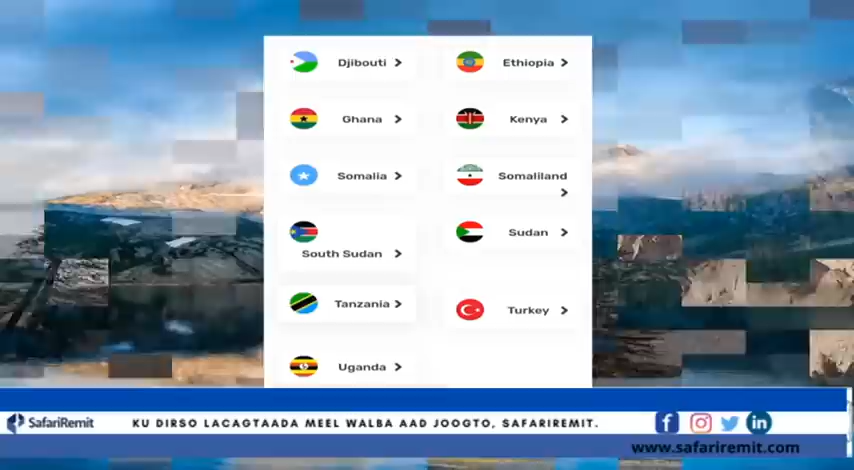 Djibouti
Ethiopia
Ghana
Kenya
Somalia
Somaliland
South Sudan
Sudan
Tanzania
Turkey
Uganda
SafariRemit
KU DIRSO LACAGTAADA MEEL WALBA AAD JOOGTO, SAFARIREMIT.
www.safariremit.com